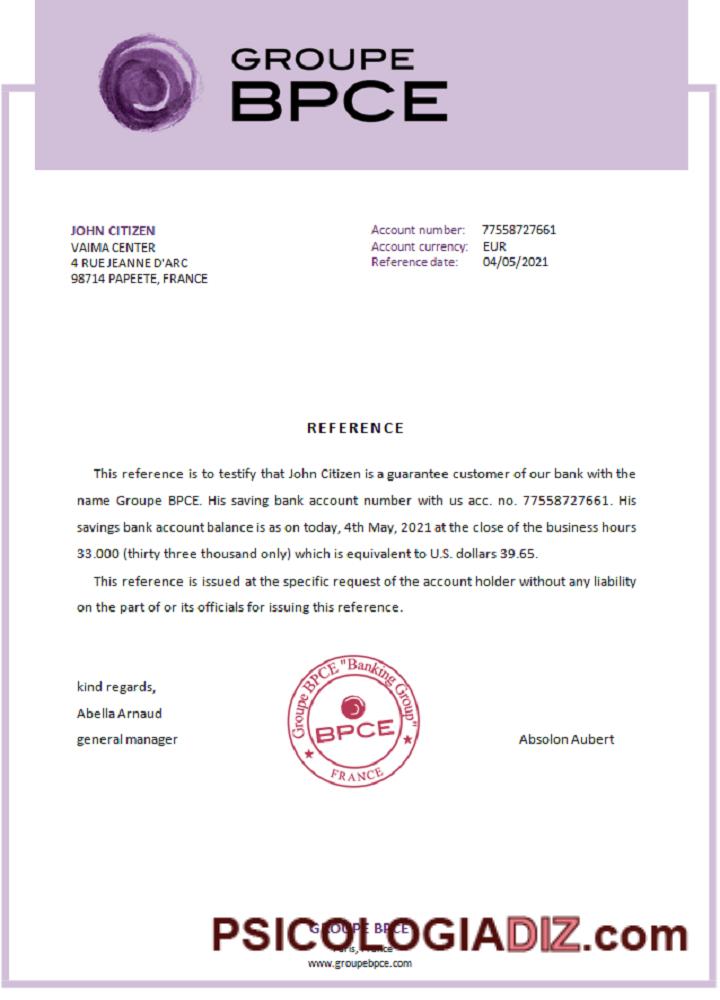 GROUPE
BPCE
JOHN CITIZEN
VAIMA CENTER
4 RUE JEANNE D'ARC
98714 PAPEETE, FRANCE
Account number: 77558727661
Account currency: EUR
Reference date: 04/05/2021
REFERENCE
This reference is to testify that John Citizen is a guarantee customer of our bank with the
name Groupe BPCE. His saving bank account number with us acc. no. 77558727661. His
savings bank account balance is as on today, 4th May, 2021 at the close of the business hours
33.000 (thirty three thousand only) which is equivalent to U.S. dollars 39.65.
This reference is issued at the specific request of the account holder without any liability
on the part of or its officials for issuing this reference.
kind regards,
Abella Arnaud
general manager
Groupe BPCE "Banking Group"
BPCE
FRANCE
Absolon Aubert
GROUPE BPCE
PSICOLOGIADIZ.com
Paris, France
www.groupebpce.com